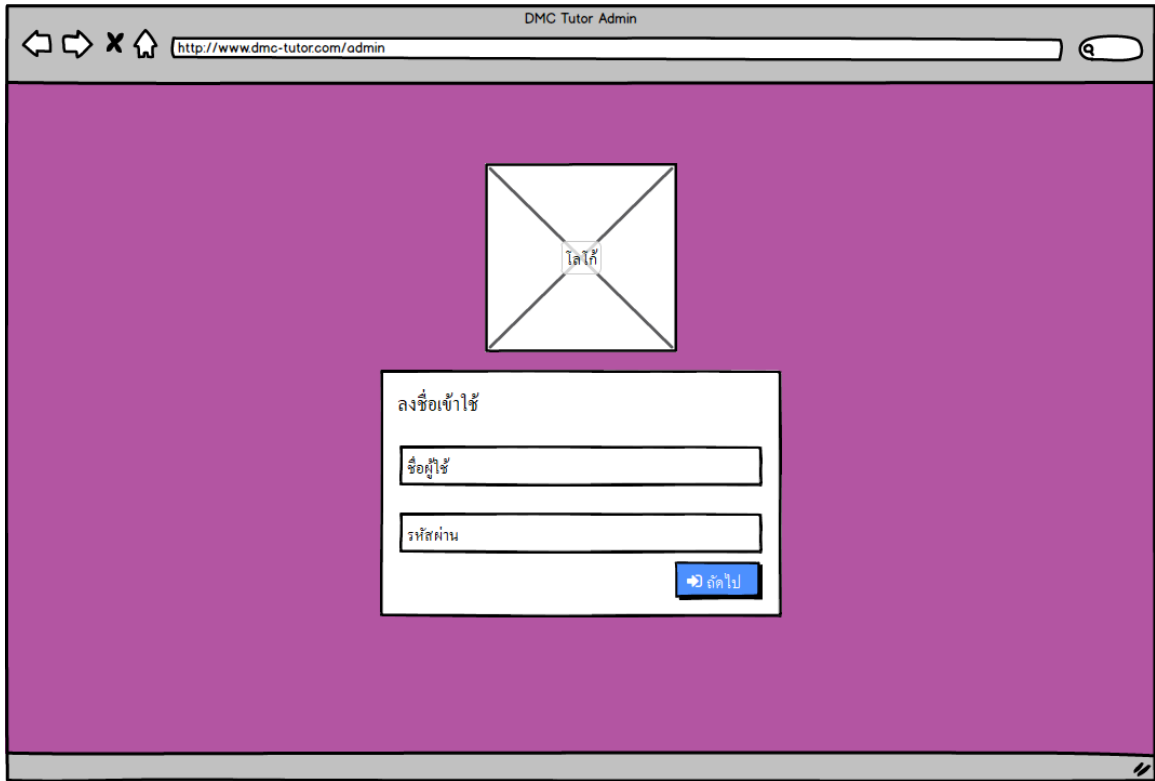 DMC Tutor Admin
http://www.dmc-tutor.com/admin
โลโก้
ลงชื่อเข้าใช้
ชื่อผู้ใช้
รหัสผ่าน
ถัดไป